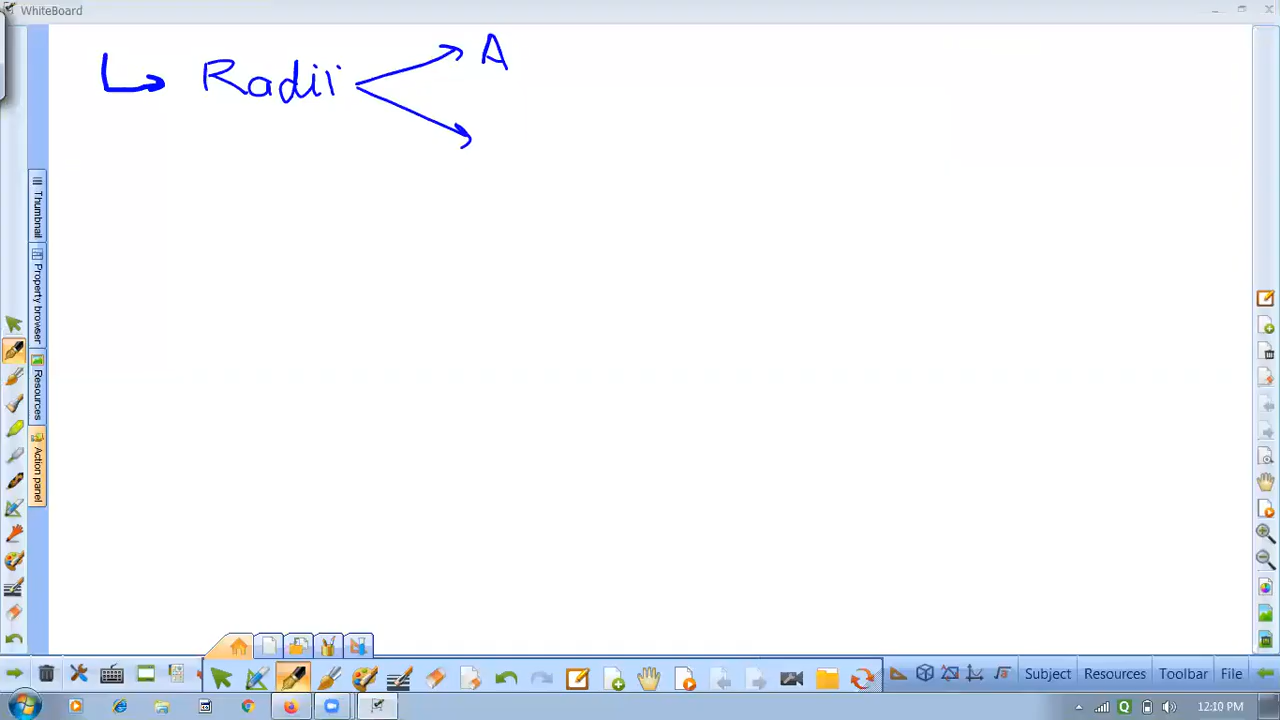 WhiteBoard
↳ Radii → A
Thumbnail
Property browser
Resources
Action panel
Subject
Resources
Toolbar
File
12:10 PM